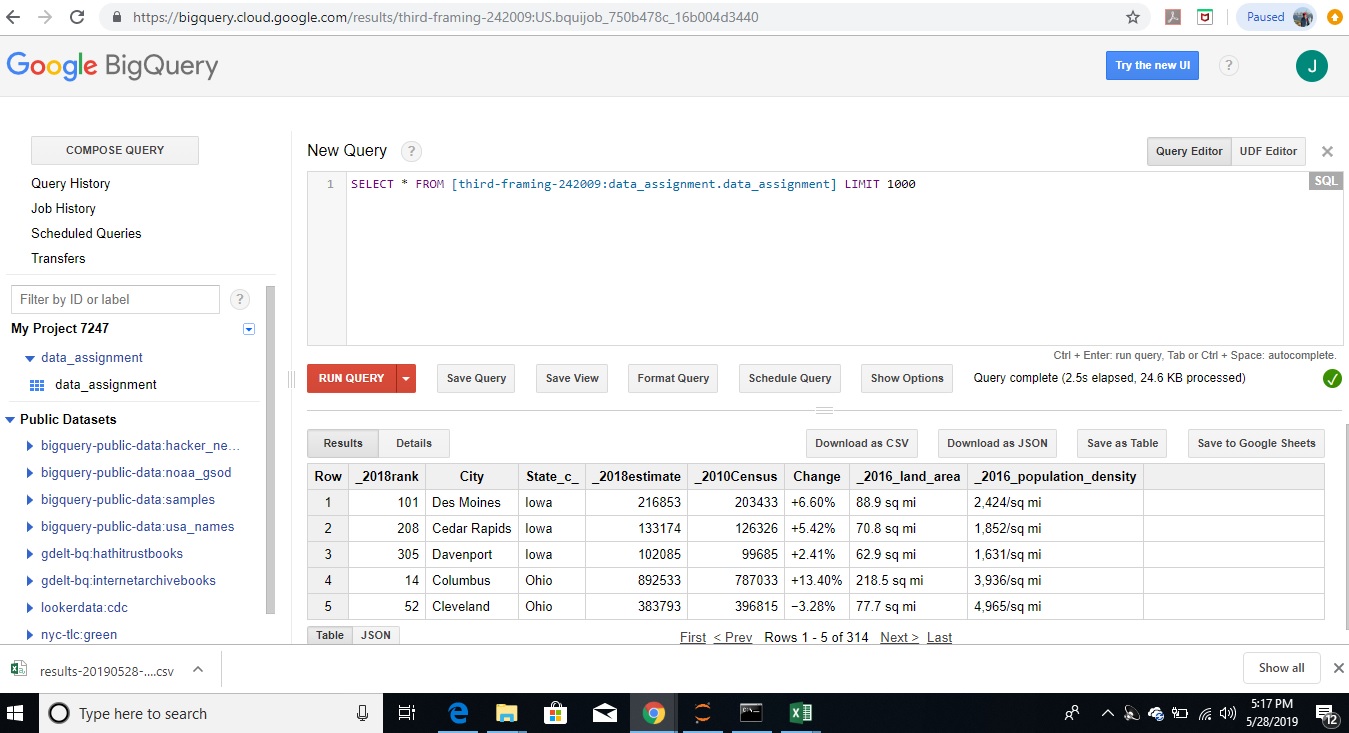 https://bigquery.cloud.google.com/results/third-framing-242009:US.bquijob_750b478c_16b004d3440
Paused
Google BigQuery
Try the new UI
?
J
COMPOSE QUERY
Query History
Job History
Scheduled Queries
Transfers
Filter by ID or label
?
My Project 7247
data_assignment
data_assignment
Public Datasets
bigquery-public-data:hacker_ne...
bigquery-public-data:noaa_gsod
bigquery-public-data:samples
bigquery-public-data:usa_names
gdelt-bq:hathitrustbooks
gdelt-bq:internetarchivebooks
lookerdata:cdc
nyc-tlc:green
New Query ?
Query Editor UDF Editor
1 SELECT * FROM [third-framing-242009:data_assignment.data_assignment] LIMIT 1000
SQL
Ctrl + Enter: run query, Tab or Ctrl + Space: autocomplete.
RUN QUERY Save Query Save View Format Query Schedule Query Show Options Query complete (2.5s elapsed, 24.6 KB processed)
Results Details Download as CSV Download as JSON Save as Table Save to Google Sheets
Row _2018rank City State_c_ _2018estimate _2010Census Change _2016_land_area _2016_population_density
1 101 Des Moines Iowa 216853 203433 +6.60% 88.9 sq mi 2,424/sq mi
2 208 Cedar Rapids Iowa 133174 126326 +5.42% 70.8 sq mi 1,852/sq mi
3 305 Davenport Iowa 102085 99685 +2.41% 62.9 sq mi 1,631/sq mi
4 14 Columbus Ohio 892533 787033 +13.40% 218.5 sq mi 3,936/sq mi
5 52 Cleveland Ohio 383793 396815 −3.28% 77.7 sq mi 4,965/sq mi
Table JSON First < Prev Rows 1 - 5 of 314 Next > Last
results-20190528-....csv
Show all
Type here to search
5:17 PM
5/28/2019
12